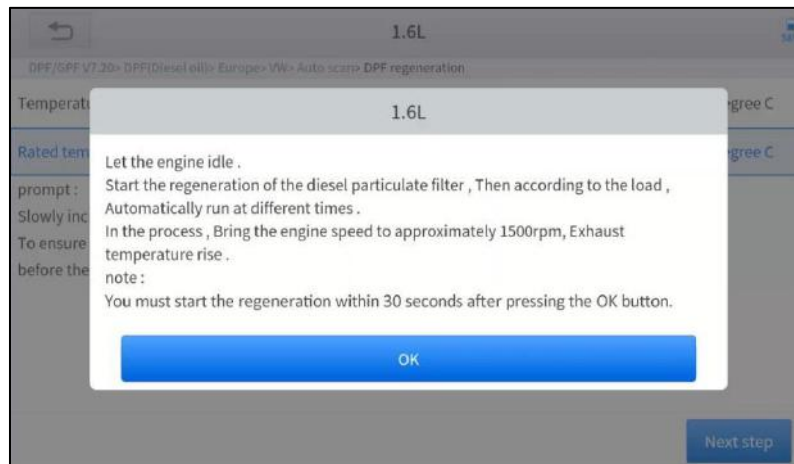 1.6L
DPF/GPF V7.20> DPF(Diesel oil)> Europe> VW> Auto scan> DPF regeneration
Temperatu
gree C
1.6L
Rated tem
gree C
Let the engine idle .
prompt :
Start the regeneration of the diesel particulate filter , Then according to the load ,
Slowly inc
Automatically run at different times .
To ensure
In the process , Bring the engine speed to approximately 1500rpm, Exhaust
before the
temperature rise .
note :
You must start the regeneration within 30 seconds after pressing the OK button.
OK
Next step